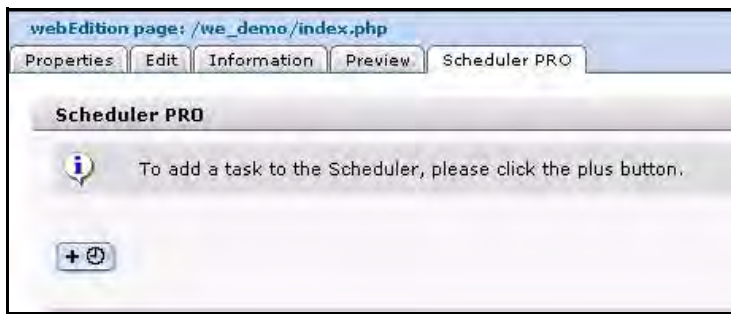 webEdition page: /we_demo/index.php
Properties Edit Information Preview Scheduler PRO
Scheduler PRO
To add a task to the Scheduler, please click the plus button.